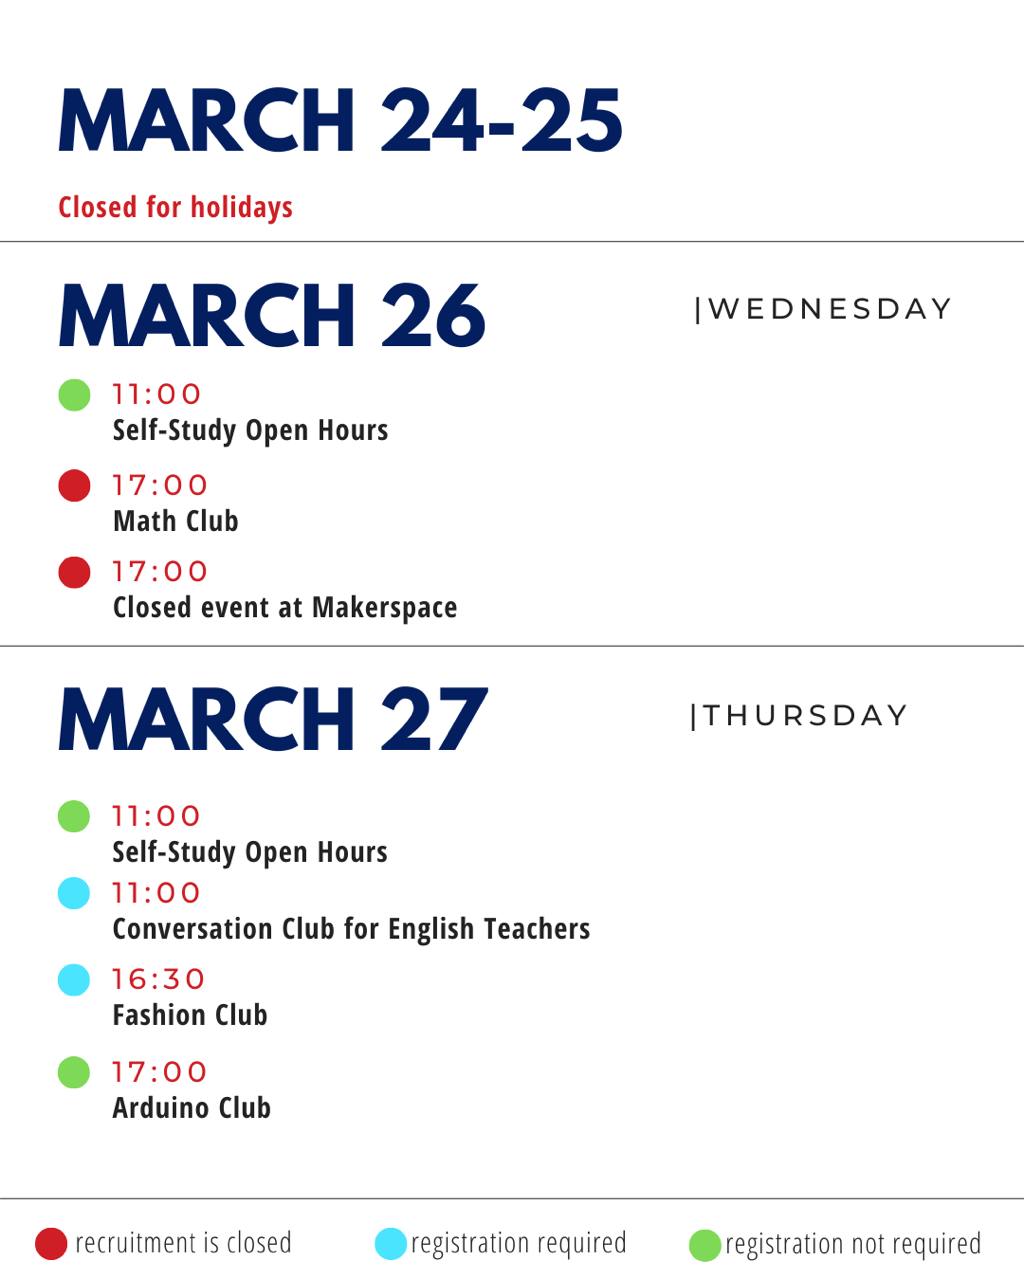 MARCH 24-25
Closed for holidays
MARCH 26
|WEDNESDAY
11:00
Self-Study Open Hours
17:00
Math Club
17:00
Closed event at Makerspace
MARCH 27
|THURSDAY
11:00
Self-Study Open Hours
11:00
Conversation Club for English Teachers
16:30
Fashion Club
17:00
Arduino Club
recruitment is closed
registration required
registration not required